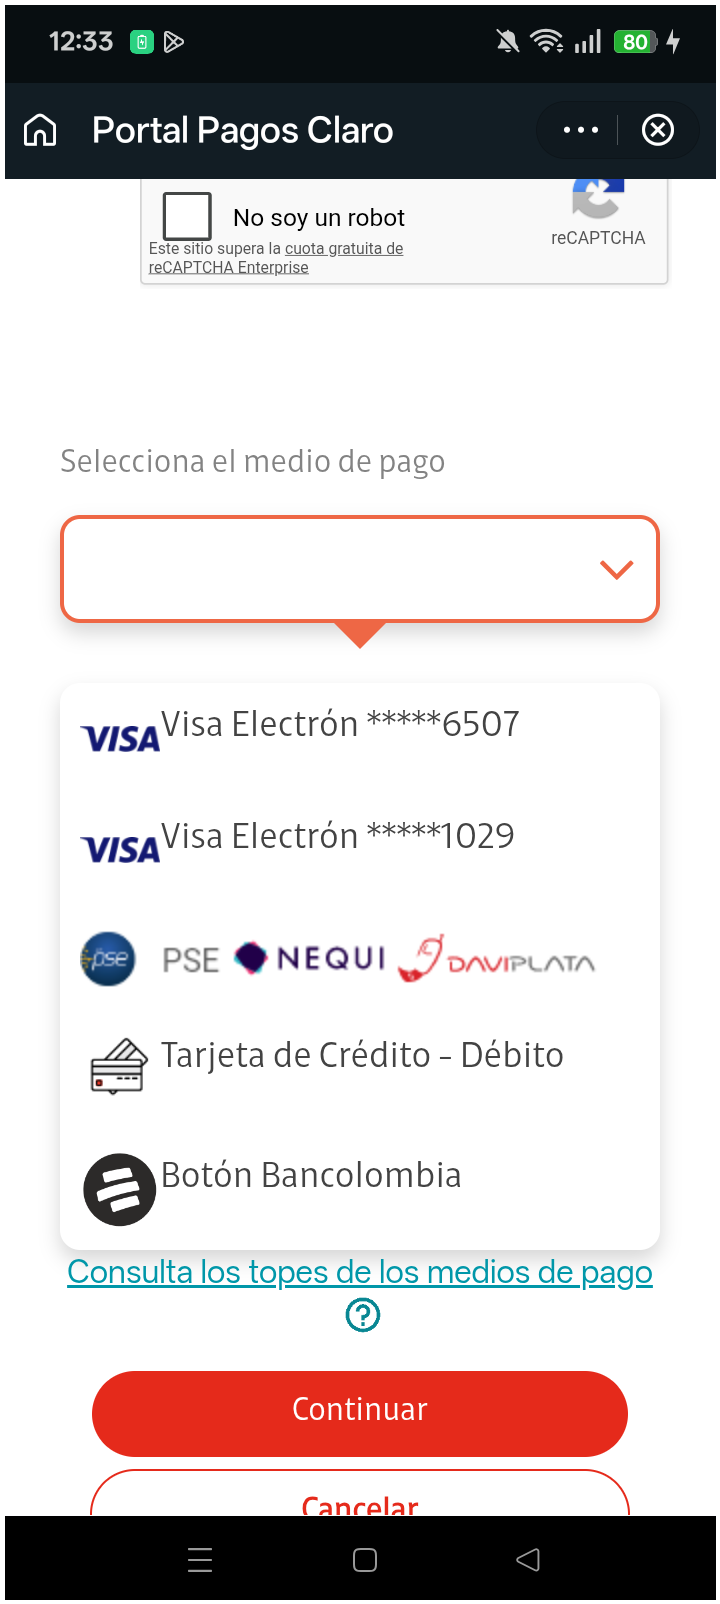 12:33
80
Portal Pagos Claro
No soy un robot
reCAPTCHA
Este sitio supera la cuota gratuita de
reCAPTCHA Enterprise
Selecciona el medio de pago
VISA Visa Electrón *****6507
VISA Visa Electrón *****1029
pse PSE NEQUI DAVIPLATA
Tarjeta de Crédito - Débito
Botón Bancolombia
Consulta los topes de los medios de pago
?
Continuar
Cancelar